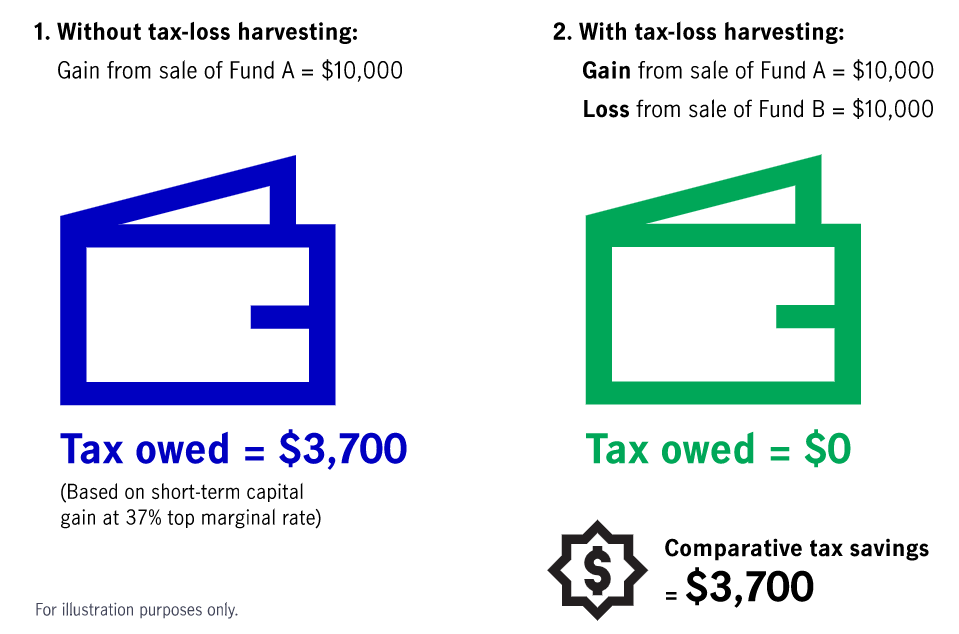 1. Without tax-loss harvesting:
Gain from sale of Fund A = $10,000
Tax owed = $3,700
(Based on short-term capital
gain at 37% top marginal rate)
2. With tax-loss harvesting:
Gain from sale of Fund A = $10,000
Loss from sale of Fund B = $10,000
Tax owed = $0
$
Comparative tax savings
= $3,700
For illustration purposes only.